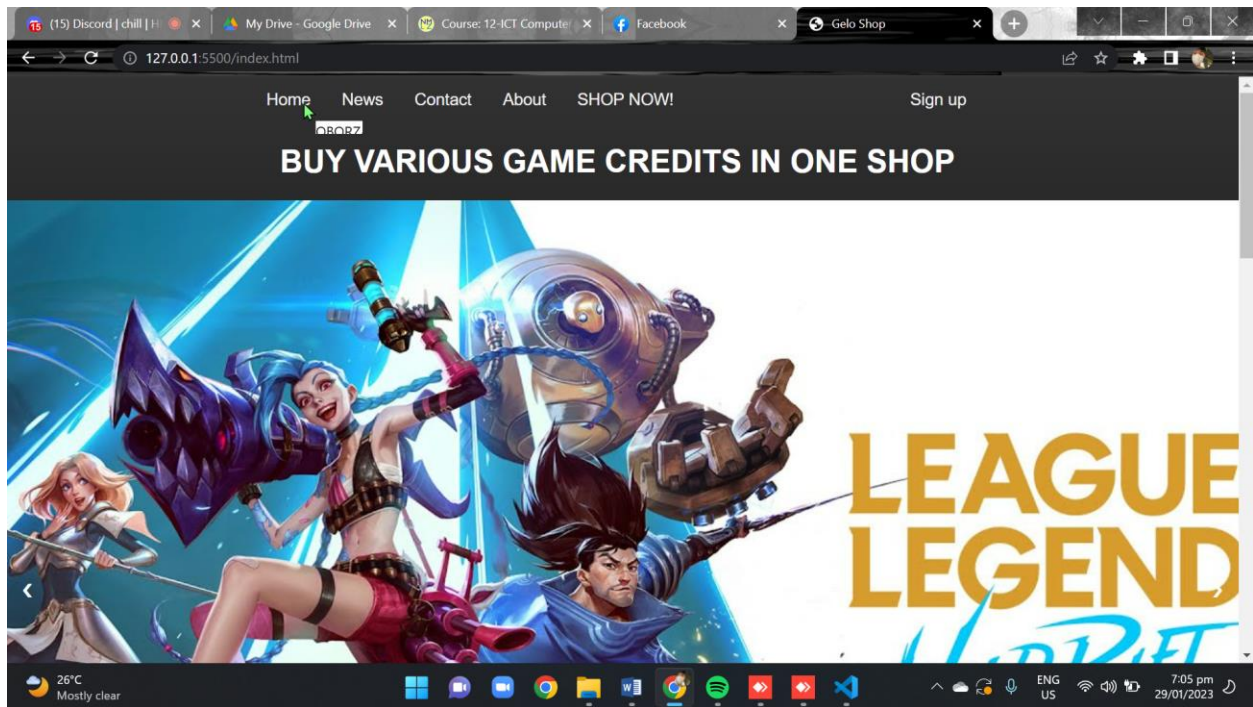 15 (15) Discord | chill | H
My Drive - Google Drive
Course: 12-ICT Computer
Facebook
Gelo Shop
127.0.0.1:5500/index.html
Home News Contact About SHOP NOW! Sign up
BUY VARIOUS GAME CREDITS IN ONE SHOP
LEAGUE
LEGEND
26°C
Mostly clear
ENG
US
7:05 pm
29/01/2023